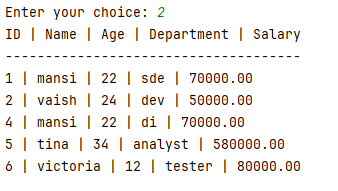 Enter your choice: 2
ID | Name | Age | Department | Salary
-------------------------------------
1 | mansi | 22 | sde | 70000.00
2 | vaish | 24 | dev | 50000.00
4 | mansi | 22 | di | 70000.00
5 | tina | 34 | analyst | 580000.00
6 | victoria | 12 | tester | 80000.00